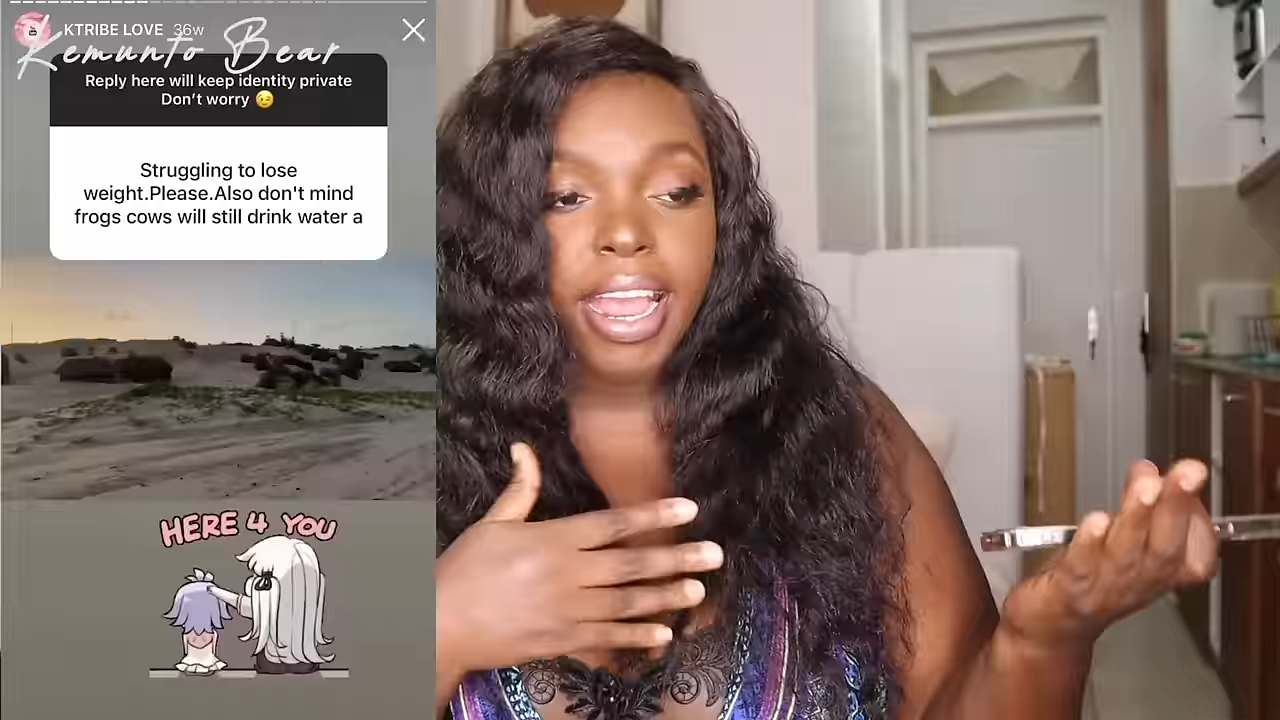 KTRIBE LOVE 36w
Kemunto Bear
Reply here will keep identity private
Don't worry 😉
Struggling to lose
weight.Please.Also don't mind
frogs cows will still drink water a
HERE 4 YOU